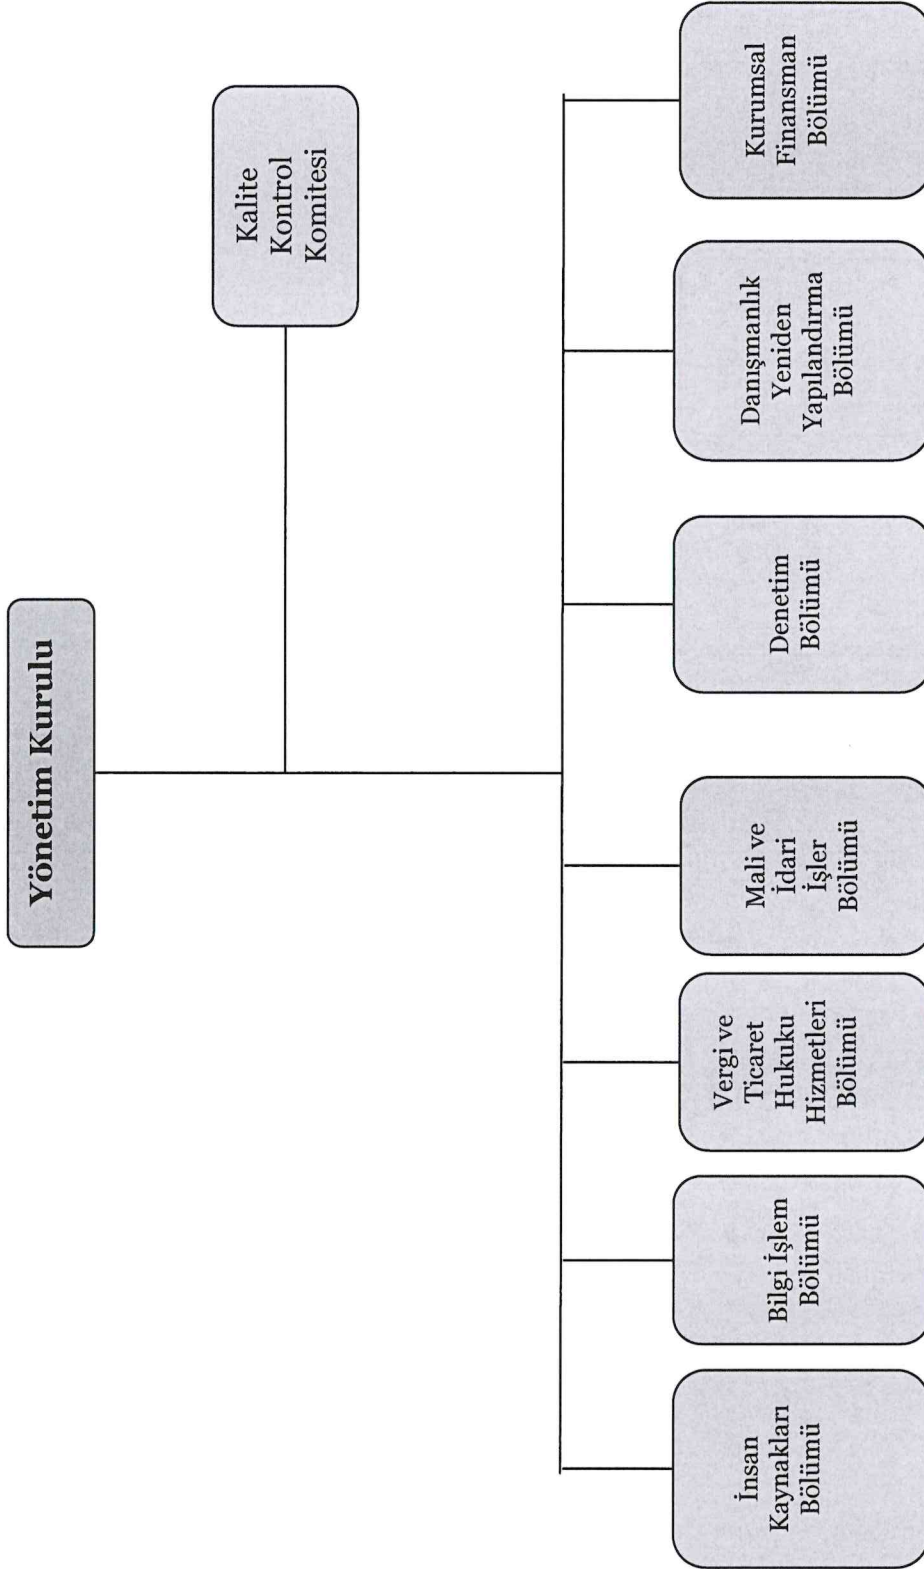 Yönetim Kurulu
Kalite
Kontrol
Komitesi
İnsan
Kaynakları
Bölümü
Bilgi İşlem
Bölümü
Vergi ve
Ticaret
Hukuku
Hizmetleri
Bölümü
Mali ve
İdari
İşler
Bölümü
Denetim
Bölümü
Danışmanlık
Yeniden
Yapılandırma
Bölümü
Kurumsal
Finansman
Bölümü